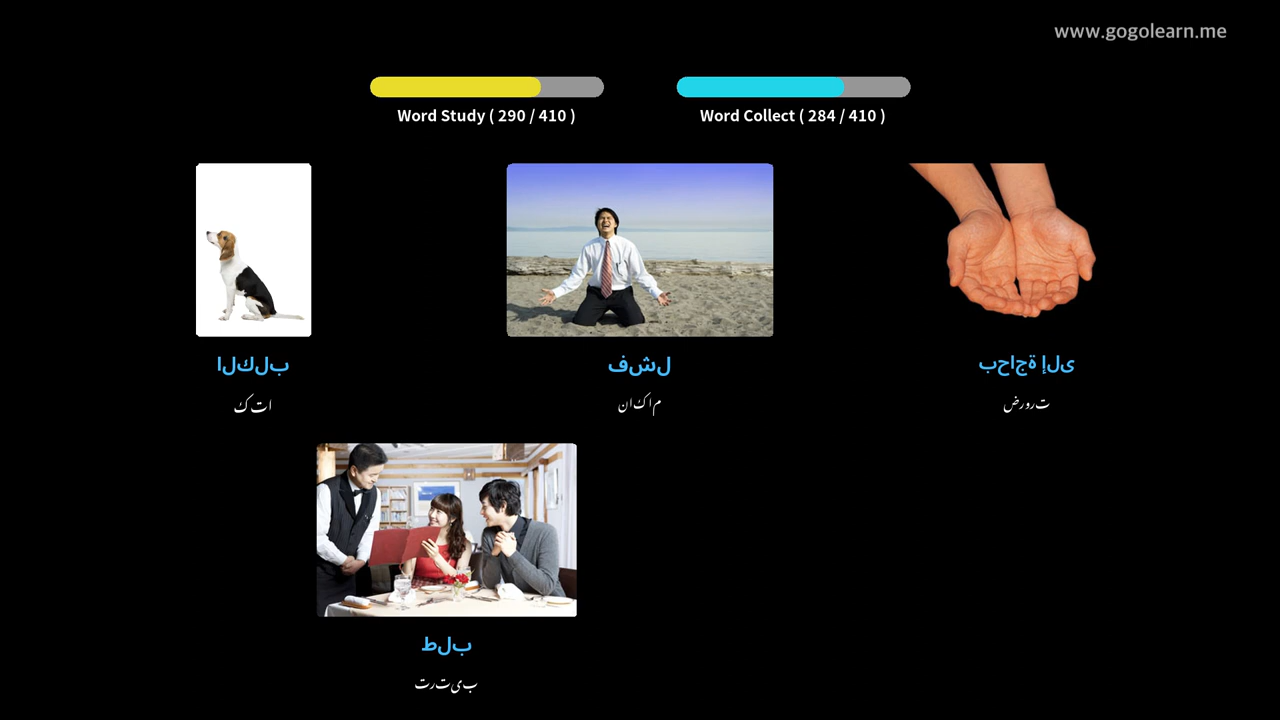 www.gogolearn.me
Word Study ( 290 / 410 )
Word Collect ( 284 / 410 )
الكلب
کتا
فشل
ناکام
بحاجة إلى
ضرورت
طلب
ترتیب